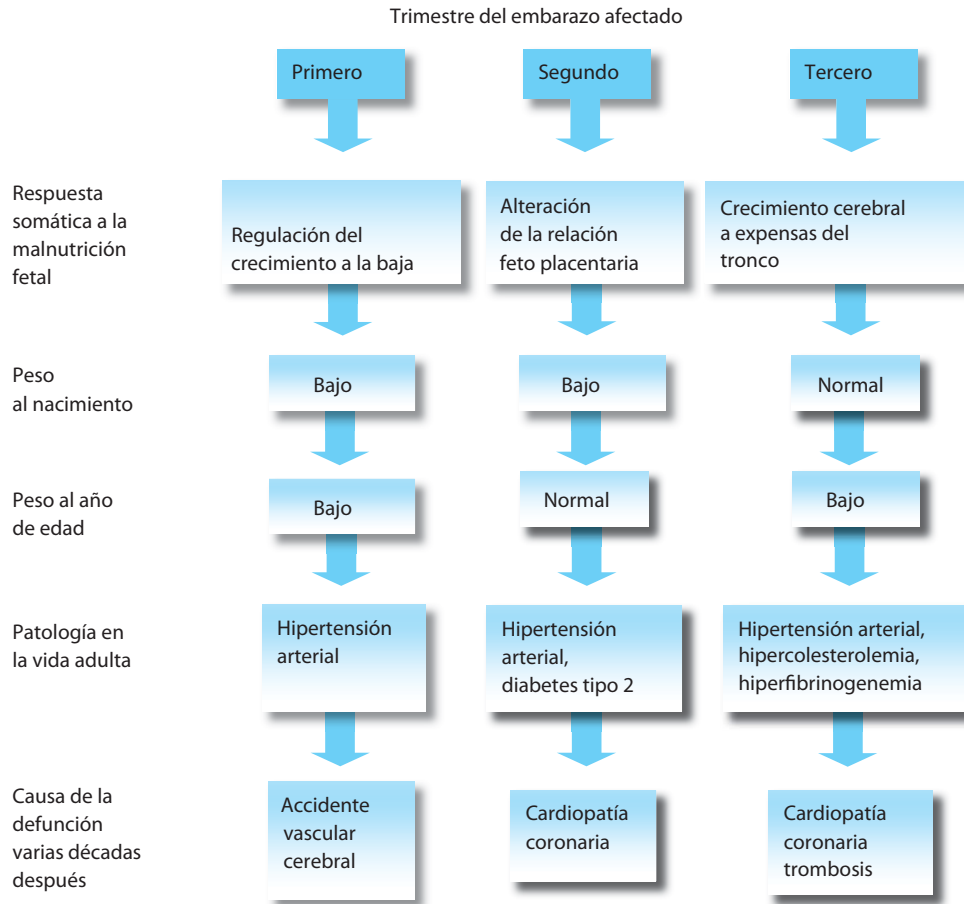 Trimestre del embarazo afectado
Primero
Segundo
Tercero
Respuesta
somática a la
malnutrición
fetal
Regulación del
crecimiento a la baja
Alteración
de la relación
feto placentaria
Crecimiento cerebral
a expensas del
tronco
Peso
al nacimiento
Bajo
Bajo
Normal
Peso al año
de edad
Bajo
Normal
Bajo
Patología en
la vida adulta
Hipertensión
arterial
Hipertensión
arterial,
diabetes tipo 2
Hipertensión arterial,
hipercolesterolemia,
hiperfibrinogenemia
Causa de la
defunción
varias décadas
después
Accidente
vascular
cerebral
Cardiopatía
coronaria
Cardiopatía
coronaria
trombosis